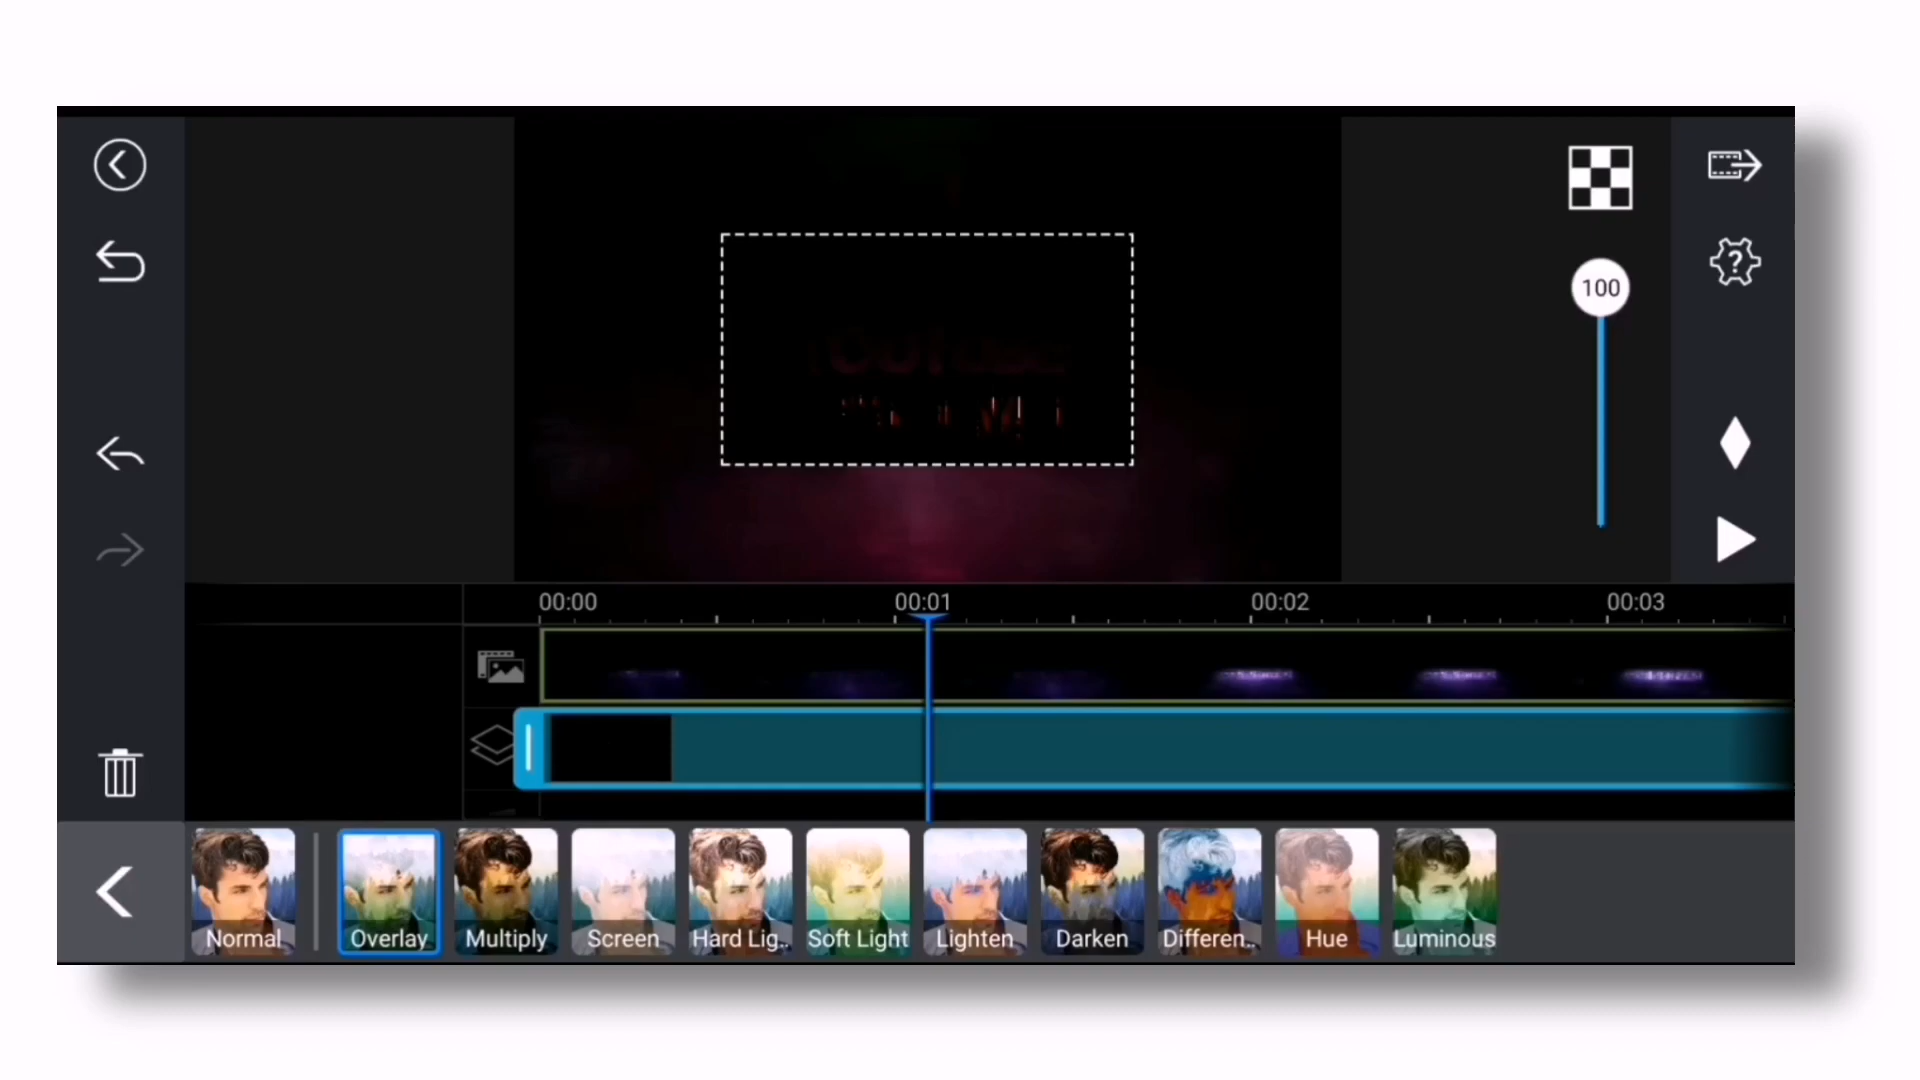 100
?
00:00
00:01
00:02
00:03
Normal
Overlay
Multiply
Screen
Hard Lig..
Soft Light
Lighten
Darken
Differen..
Hue
Luminous